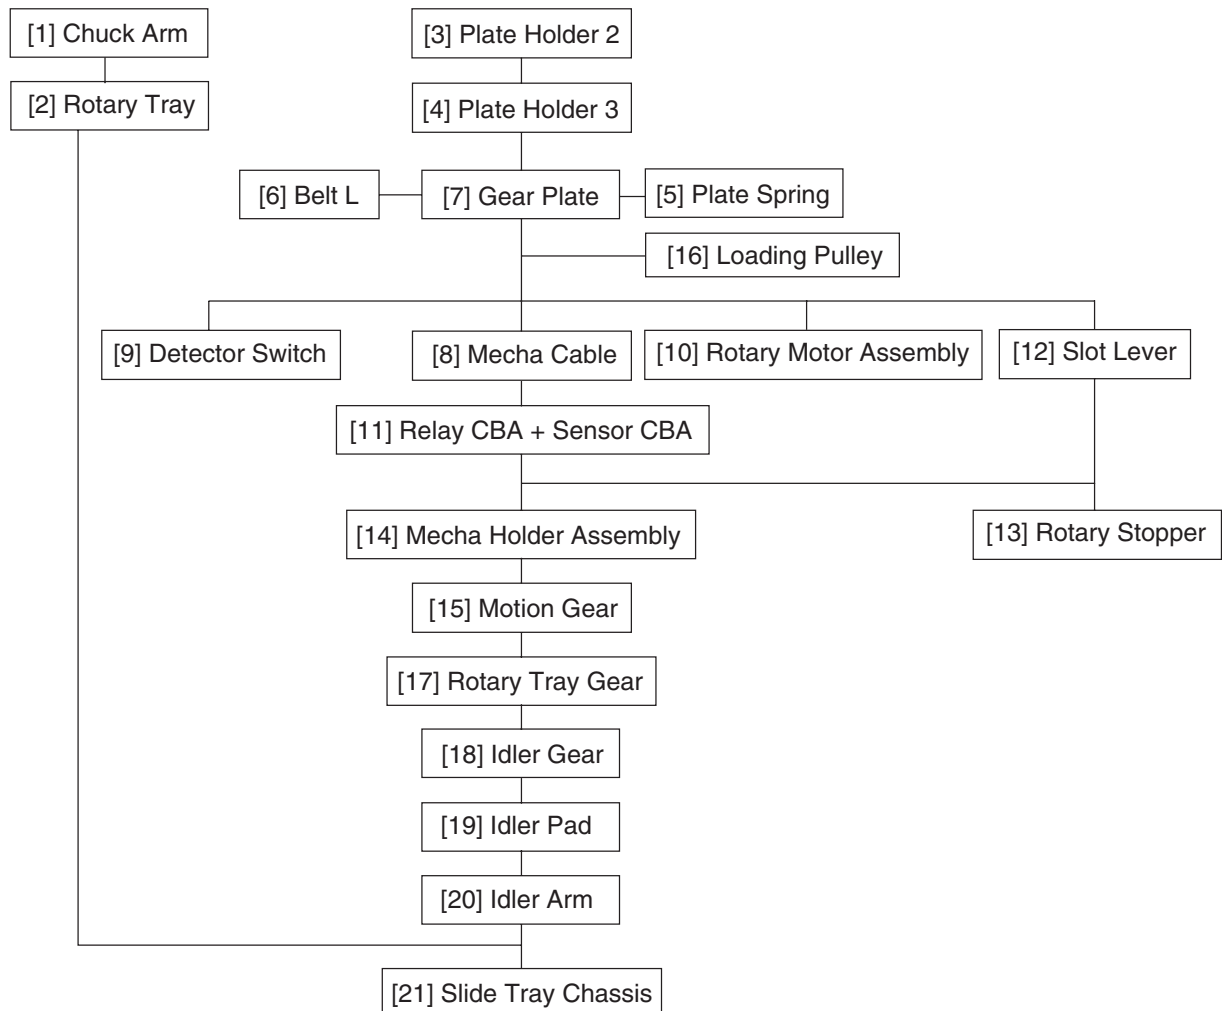 [1] Chuck Arm
[3] Plate Holder 2
[2] Rotary Tray
[4] Plate Holder 3
[6] Belt L
[7] Gear Plate
[5] Plate Spring
[16] Loading Pulley
[9] Detector Switch
[8] Mecha Cable
[10] Rotary Motor Assembly
[12] Slot Lever
[11] Relay CBA + Sensor CBA
[14] Mecha Holder Assembly
[13] Rotary Stopper
[15] Motion Gear
[17] Rotary Tray Gear
[18] Idler Gear
[19] Idler Pad
[20] Idler Arm
[21] Slide Tray Chassis